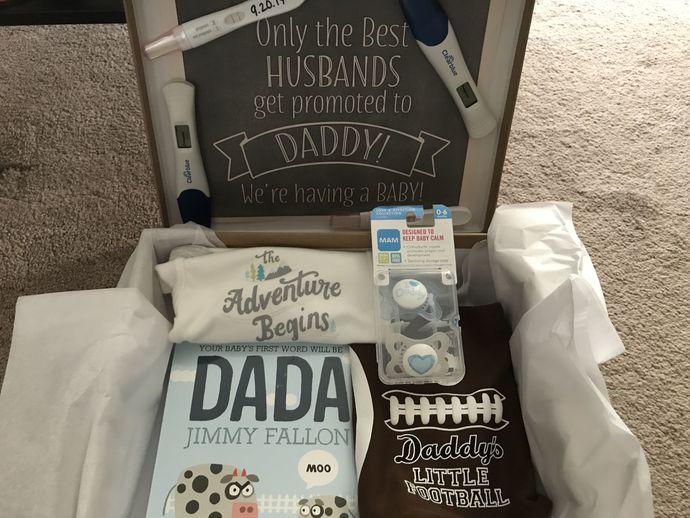 9.20.19
Only the Best
HUSBANDS
get promoted to
DADDY!
We're having a BABY!
Clearblue
Clearblue
0-6
MAM
DESIGNED TO
KEEP BABY CALM
The
Adventure
Begins
YOUR BABY'S FIRST WORD WILL BE
DADA
JIMMY FALLON
MOO
Daddy's
LITTLE
FOOTBALL